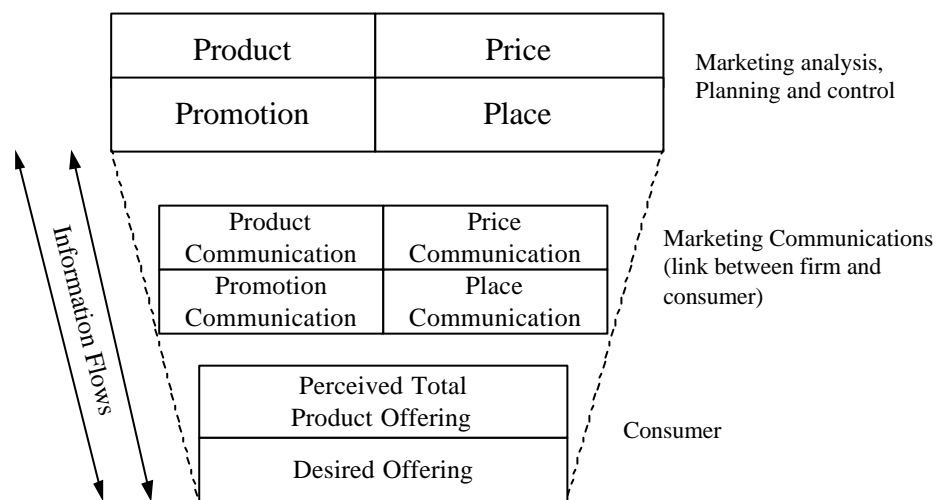 Product
Price
Marketing analysis,
Planning and control
Promotion
Place
Information Flows
Product
Communication
Price
Communication
Promotion
Communication
Place
Communication
Marketing Communications
(link between firm and
consumer)
Perceived Total
Product Offering
Desired Offering
Consumer